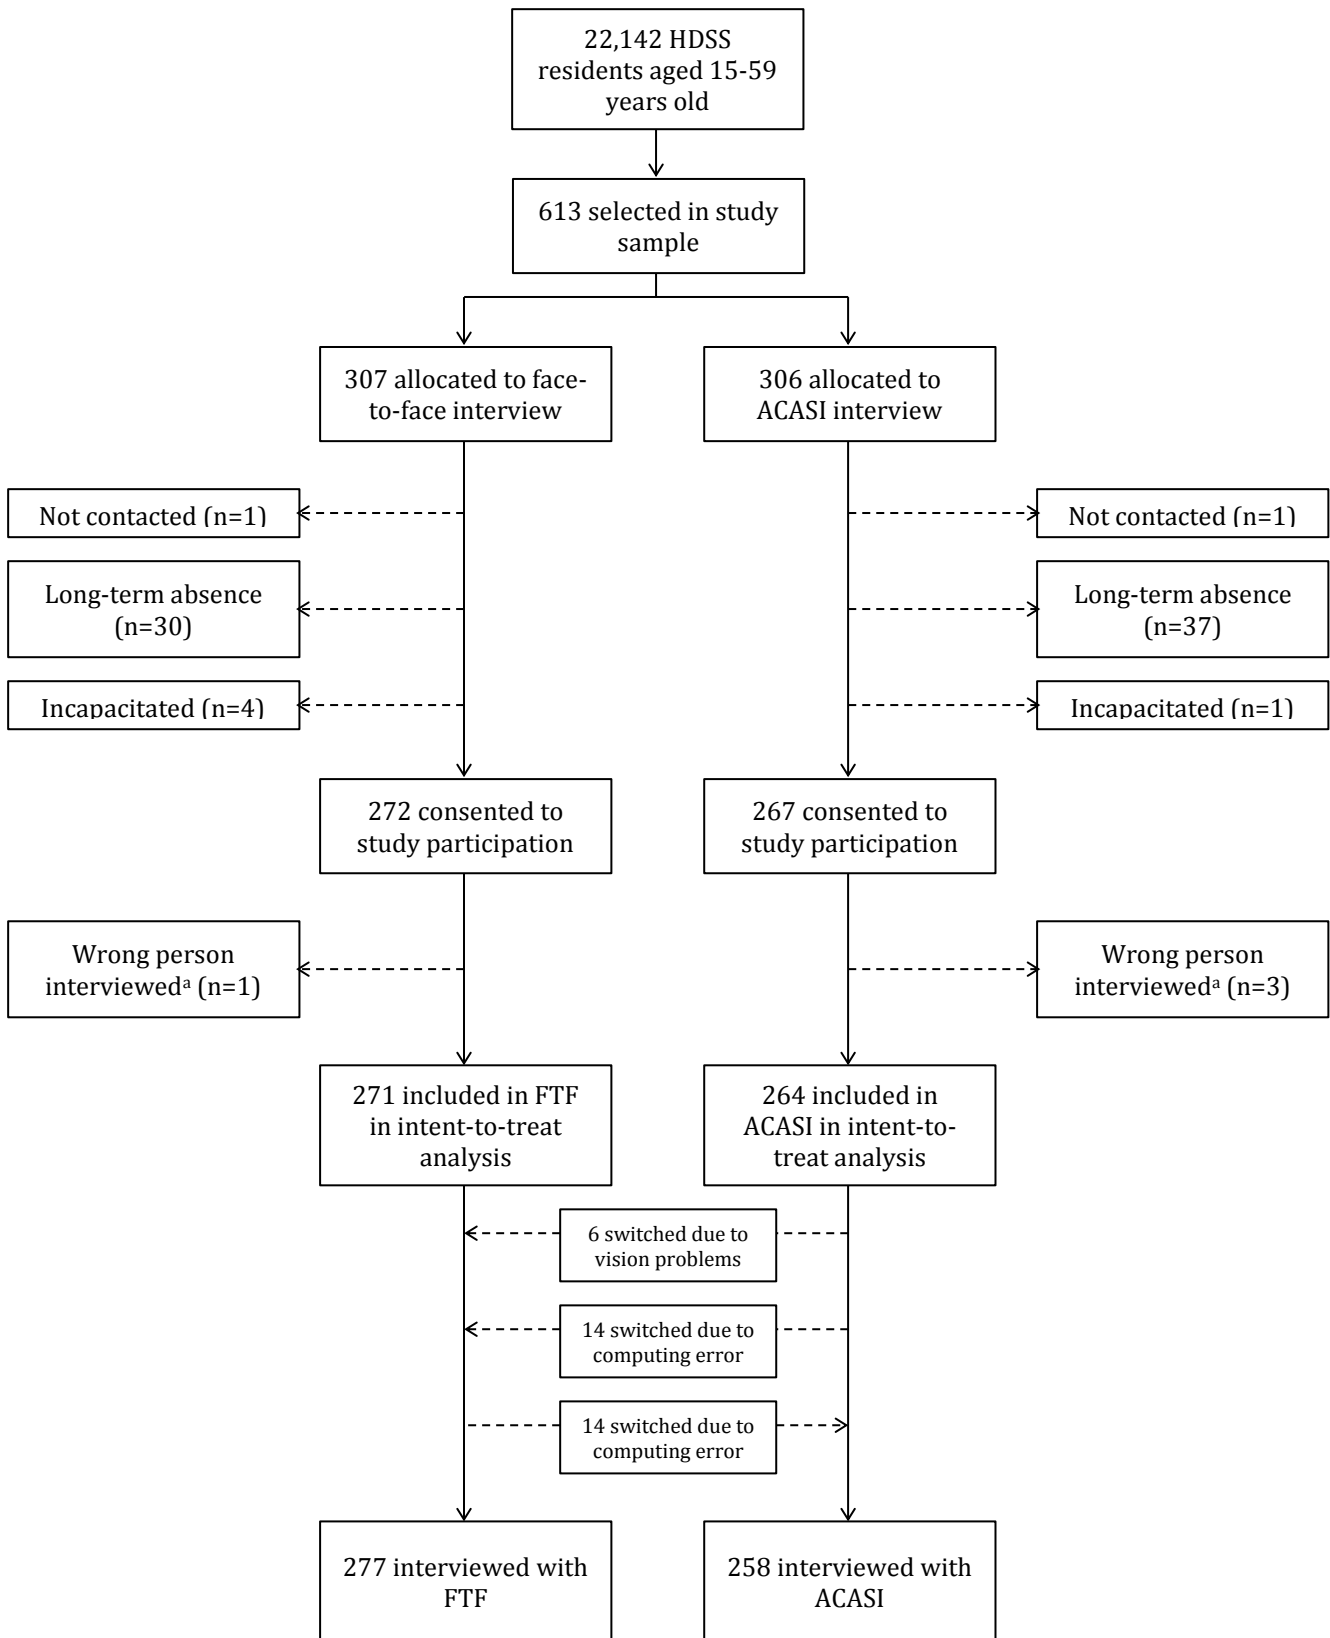 22,142 HDSS
residents aged 15-59
years old
613 selected in study
sample
307 allocated to face-
to-face interview
306 allocated to
ACASI interview
Not contacted (n=1)
Not contacted (n=1)
Long-term absence
(n=30)
Long-term absence
(n=37)
Incapacitated (n=4)
Incapacitated (n=1)
272 consented to
study participation
267 consented to
study participation
Wrong person
interviewedᵃ (n=1)
Wrong person
interviewedᵃ (n=3)
271 included in FTF
in intent-to-treat
analysis
264 included in
ACASI in intent-to-
treat analysis
6 switched due to
vision problems
14 switched due to
computing error
14 switched due to
computing error
277 interviewed with
FTF
258 interviewed with
ACASI